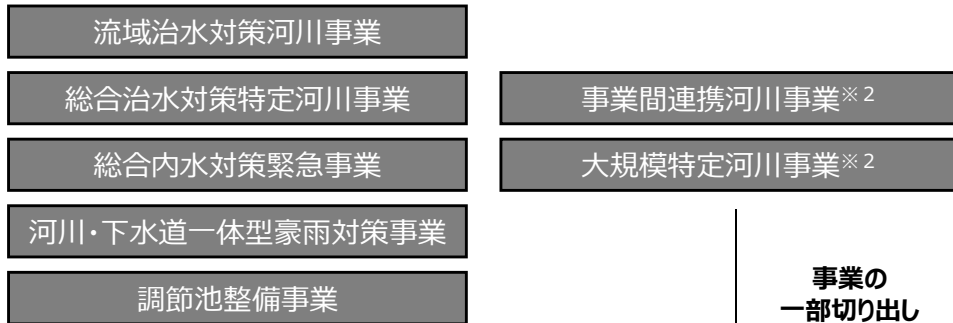 流域治水対策河川事業
総合治水対策特定河川事業
総合内水対策緊急事業
河川・下水道一体型豪雨対策事業
調節池整備事業
事業間連携河川事業※2
大規模特定河川事業※2
事業の
一部切り出し